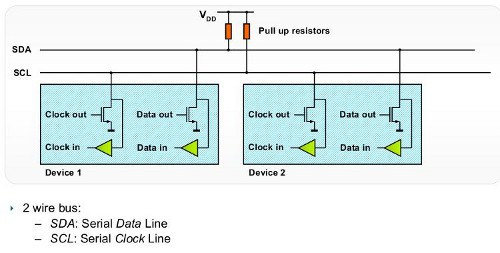 VDD
Pull up resistors
SDA
SCL
Clock out
Data out
Clock out
Data out
Clock in
Data in
Clock in
Data in
Device 1
Device 2
2 wire bus:
– SDA: Serial Data Line
– SCL: Serial Clock Line